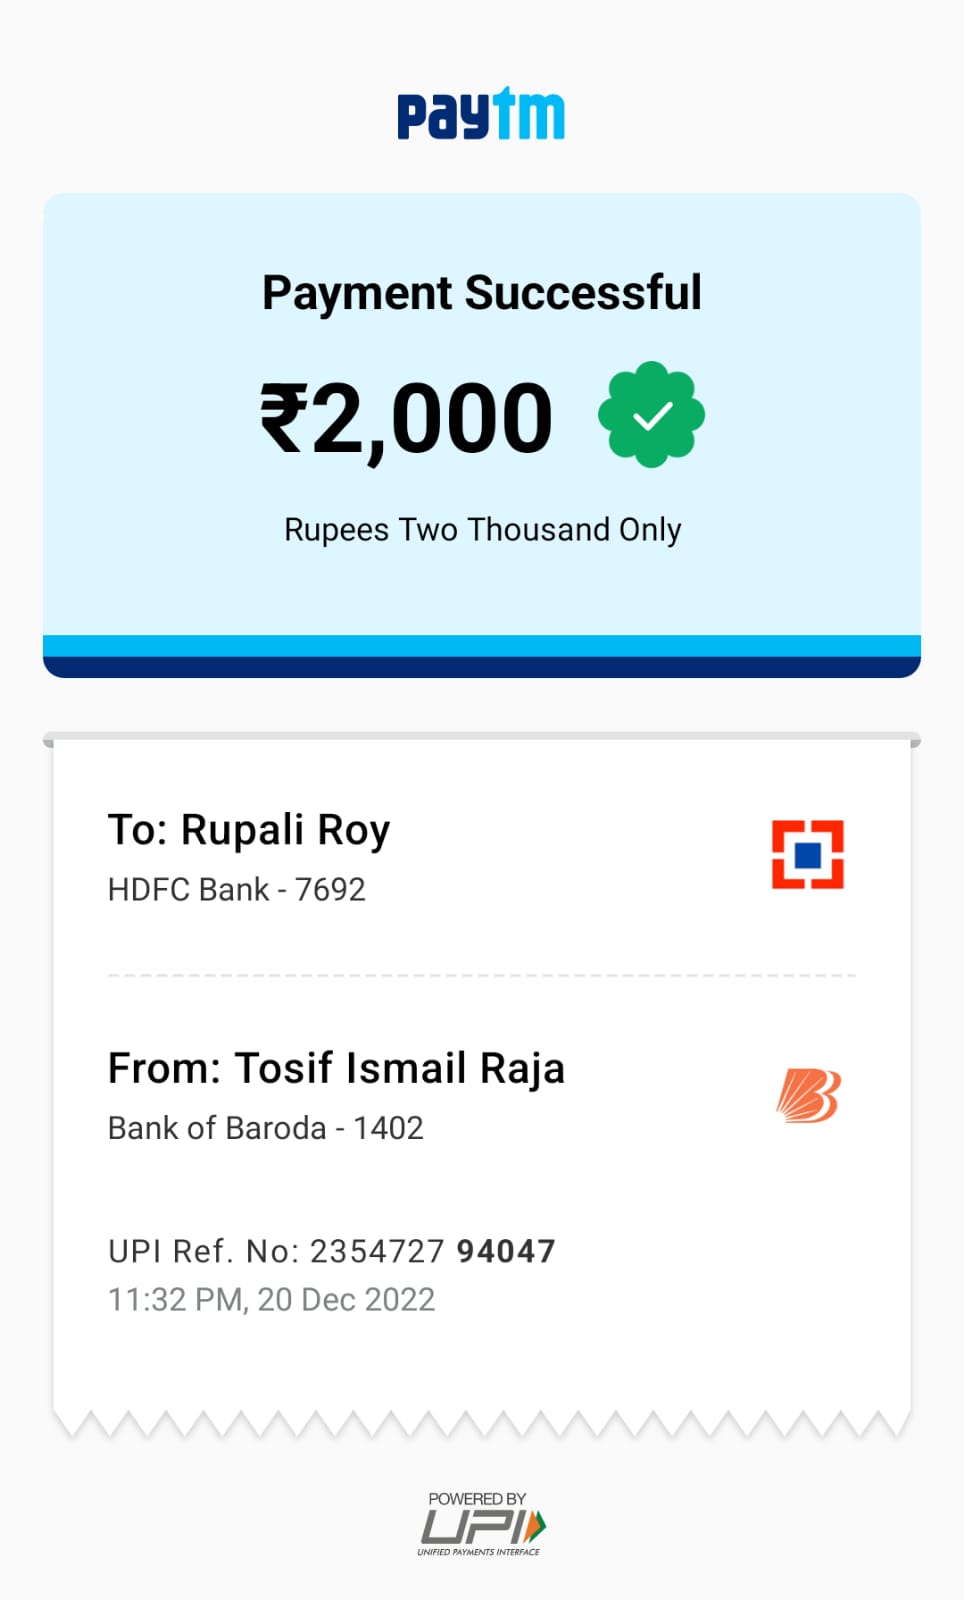 paytm
Payment Successful
₹2,000
Rupees Two Thousand Only
To: Rupali Roy
HDFC Bank - 7692
From: Tosif Ismail Raja
Bank of Baroda - 1402
UPI Ref. No: 2354727 94047
11:32 PM, 20 Dec 2022
POWERED BY
UPI
UNIFIED PAYMENTS INTERFACE